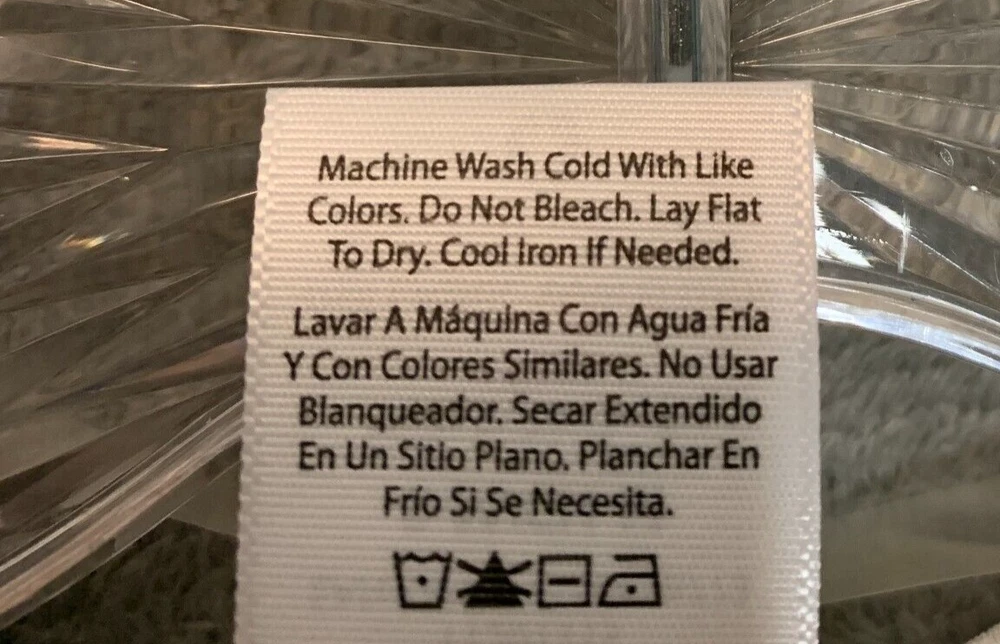 Machine Wash Cold With Like
Colors. Do Not Bleach. Lay Flat
To Dry. Cool Iron If Needed.
Lavar A Máquina Con Agua Fría
Y Con Colores Similares. No Usar
Blanqueador. Secar Extendido
En Un Sitio Plano. Planchar En
Frío Si Se Necesita.